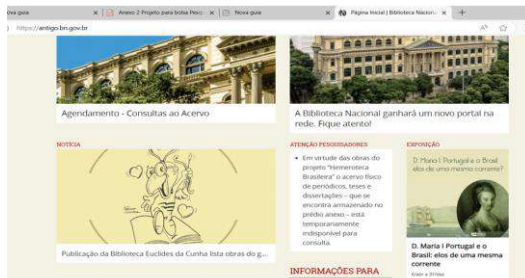 Nova guia
Anexo 2 Projeto para bolsa Pesq
Nova guia
Página Inicial | Biblioteca Nacion
https://antigo.bn.gov.br
Agendamento - Consultas ao Acervo
A Biblioteca Nacional ganhará um novo portal na
rede. Fique atento!
NOTÍCIA
Publicação da Biblioteca Euclides da Cunha lista obras do g...
ATENÇÃO PESQUISADORES
Em virtude das obras do
projeto "Hemeroteca
Brasileira" o acervo físico
de periódicos, teses e
dissertações – que se
encontra armazenado no
prédio anexo – está
temporariamente
indisponível para
consulta.
INFORMAÇÕES PARA
EXPOSIÇÃO
D. Maria I Portugal e o Brasil
elos de uma mesma corrente?
D. Maria I Portugal e o
Brasil: elos de uma mesma
corrente